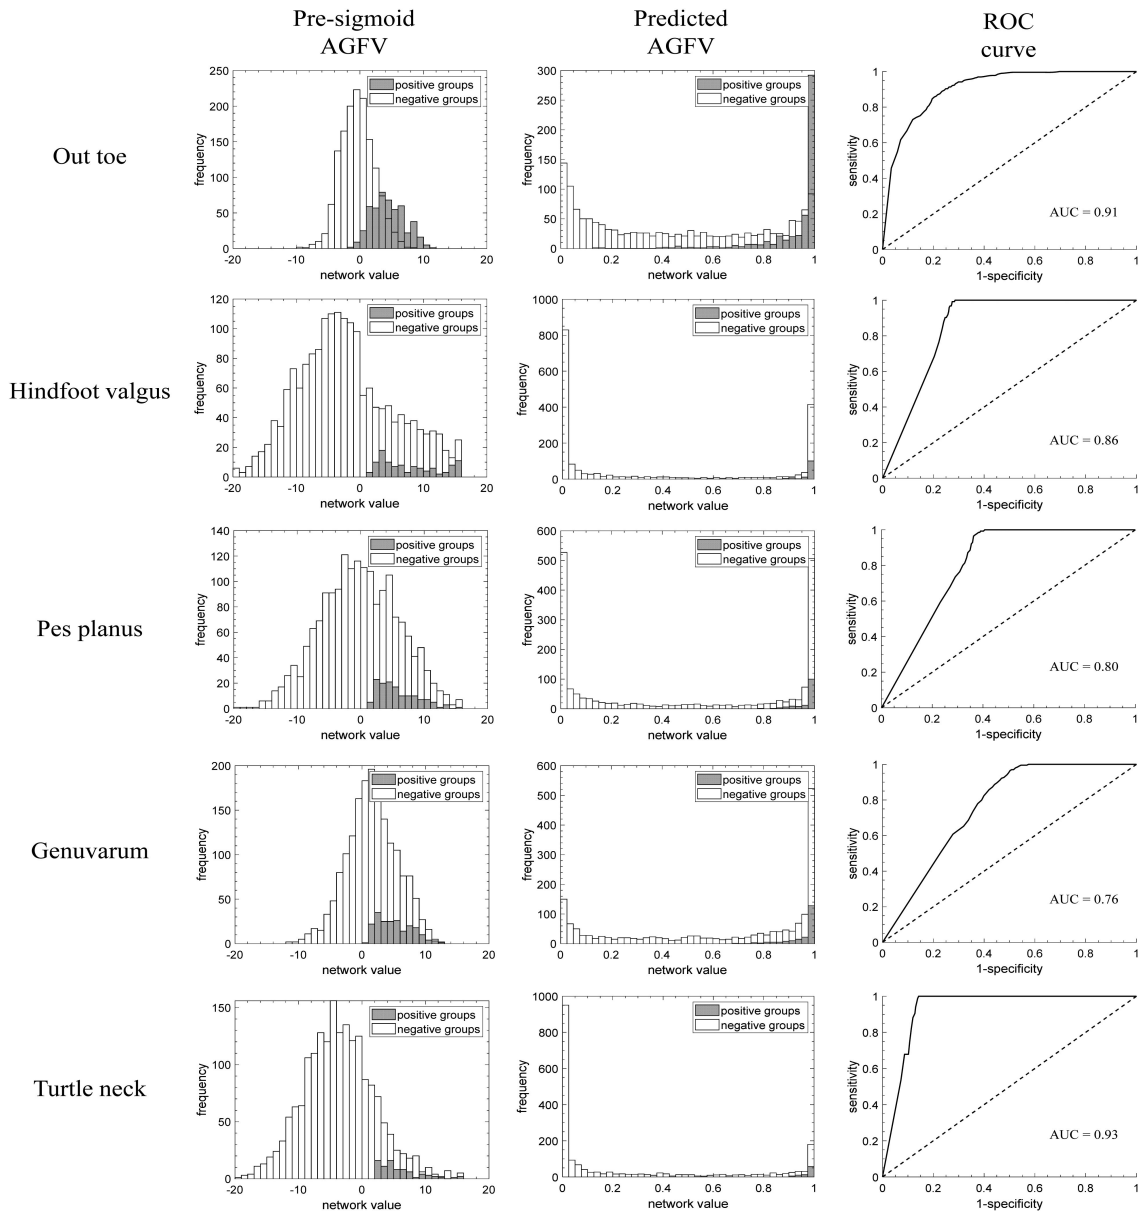 Pre-sigmoid
AGFV
Predicted
AGFV
ROC
curve
Out toe
250
200
150
100
50
0
-20
-10
0
10
20
frequency
network value
positive groups
negative groups
300
250
200
150
100
50
0
0
0.2
0.4
0.6
0.8
1
frequency
network value
positive groups
negative groups
1
0.8
0.6
0.4
0.2
0
0
0.2
0.4
0.6
0.8
1
sensitivity
1-specificity
AUC = 0.91
Hindfoot valgus
120
100
80
60
40
20
0
-20
-10
0
10
20
frequency
network value
positive groups
negative groups
1000
800
600
400
200
0
0
0.2
0.4
0.6
0.8
1
frequency
network value
positive groups
negative groups
1
0.8
0.6
0.4
0.2
0
0
0.2
0.4
0.6
0.8
1
sensitivity
1-specificity
AUC = 0.86
Pes planus
140
120
100
80
60
40
20
0
-20
-10
0
10
20
frequency
network value
positive groups
negative groups
600
500
400
300
200
100
0
0
0.2
0.4
0.6
0.8
1
frequency
network value
positive groups
negative groups
1
0.8
0.6
0.4
0.2
0
0
0.2
0.4
0.6
0.8
1
sensitivity
1-specificity
AUC = 0.80
Genuvarum
200
150
100
50
0
-20
-10
0
10
20
frequency
network value
positive groups
negative groups
600
500
400
300
200
100
0
0
0.2
0.4
0.6
0.8
1
frequency
network value
positive groups
negative groups
1
0.8
0.6
0.4
0.2
0
0
0.2
0.4
0.6
0.8
1
sensitivity
1-specificity
AUC = 0.76
Turtle neck
150
100
50
0
-20
-10
0
10
20
frequency
network value
positive groups
negative groups
1000
800
600
400
200
0
0
0.2
0.4
0.6
0.8
1
frequency
network value
positive groups
negative groups
1
0.8
0.6
0.4
0.2
0
0
0.2
0.4
0.6
0.8
1
sensitivity
1-specificity
AUC = 0.93